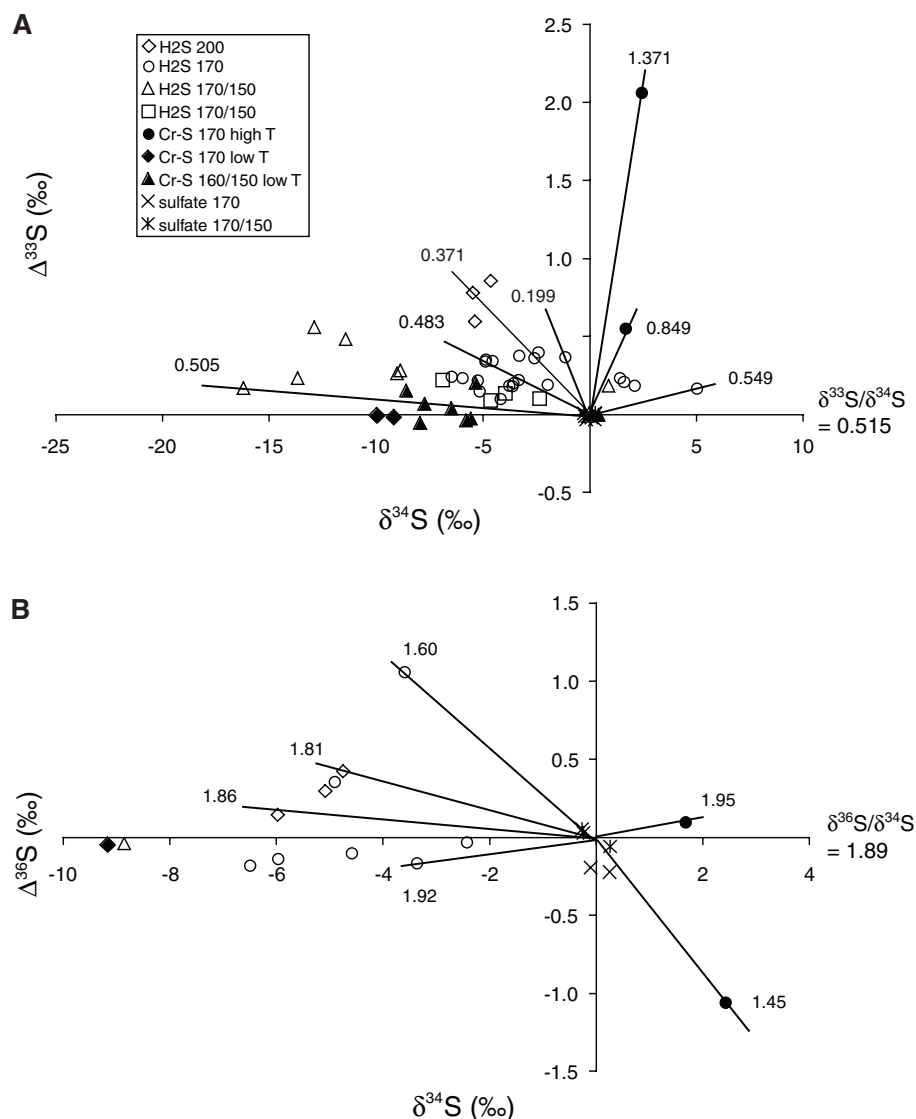 A
H2S 200
H2S 170
H2S 170/150
H2S 170/150
Cr-S 170 high T
Cr-S 170 low T
Cr-S 160/150 low T
sulfate 170
sulfate 170/150
Δ³³S (‰)
2.5
2.0
1.5
1.0
-0.5
1.371
0.371
0.199
0.483
0.849
0.505
0.549
δ³³S/δ³⁴S
= 0.515
-25 -20 -15 -10 -5 0 5 10
δ³⁴S (‰)
B
Δ³⁶S (‰)
1.5
1.0
0.5
0
-0.5
-1.0
-1.5
1.60
1.81
1.86
1.95
1.92
1.45
δ³⁶S/δ³⁴S
= 1.89
-10 -8 -6 -4 -2 2 4
δ³⁴S (‰)